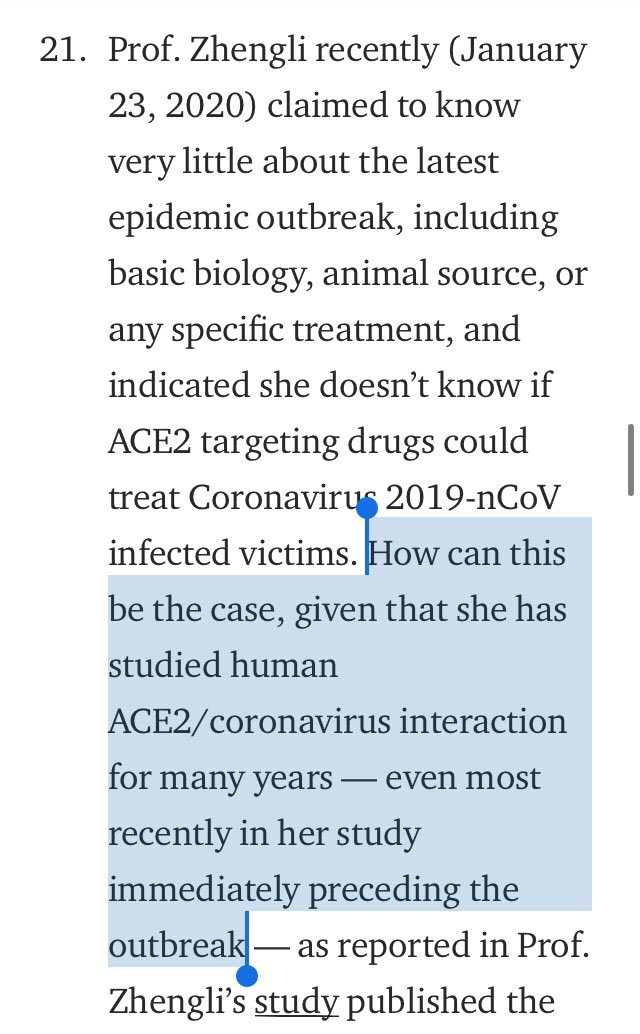 21. Prof. Zhengli recently (January
23, 2020) claimed to know
very little about the latest
epidemic outbreak, including
basic biology, animal source, or
any specific treatment, and
indicated she doesn’t know if
ACE2 targeting drugs could
treat Coronavirus 2019-nCoV
infected victims. How can this
be the case, given that she has
studied human
ACE2/coronavirus interaction
for many years — even most
recently in her study
immediately preceding the
outbreak — as reported in Prof.
Zhengli’s study published the